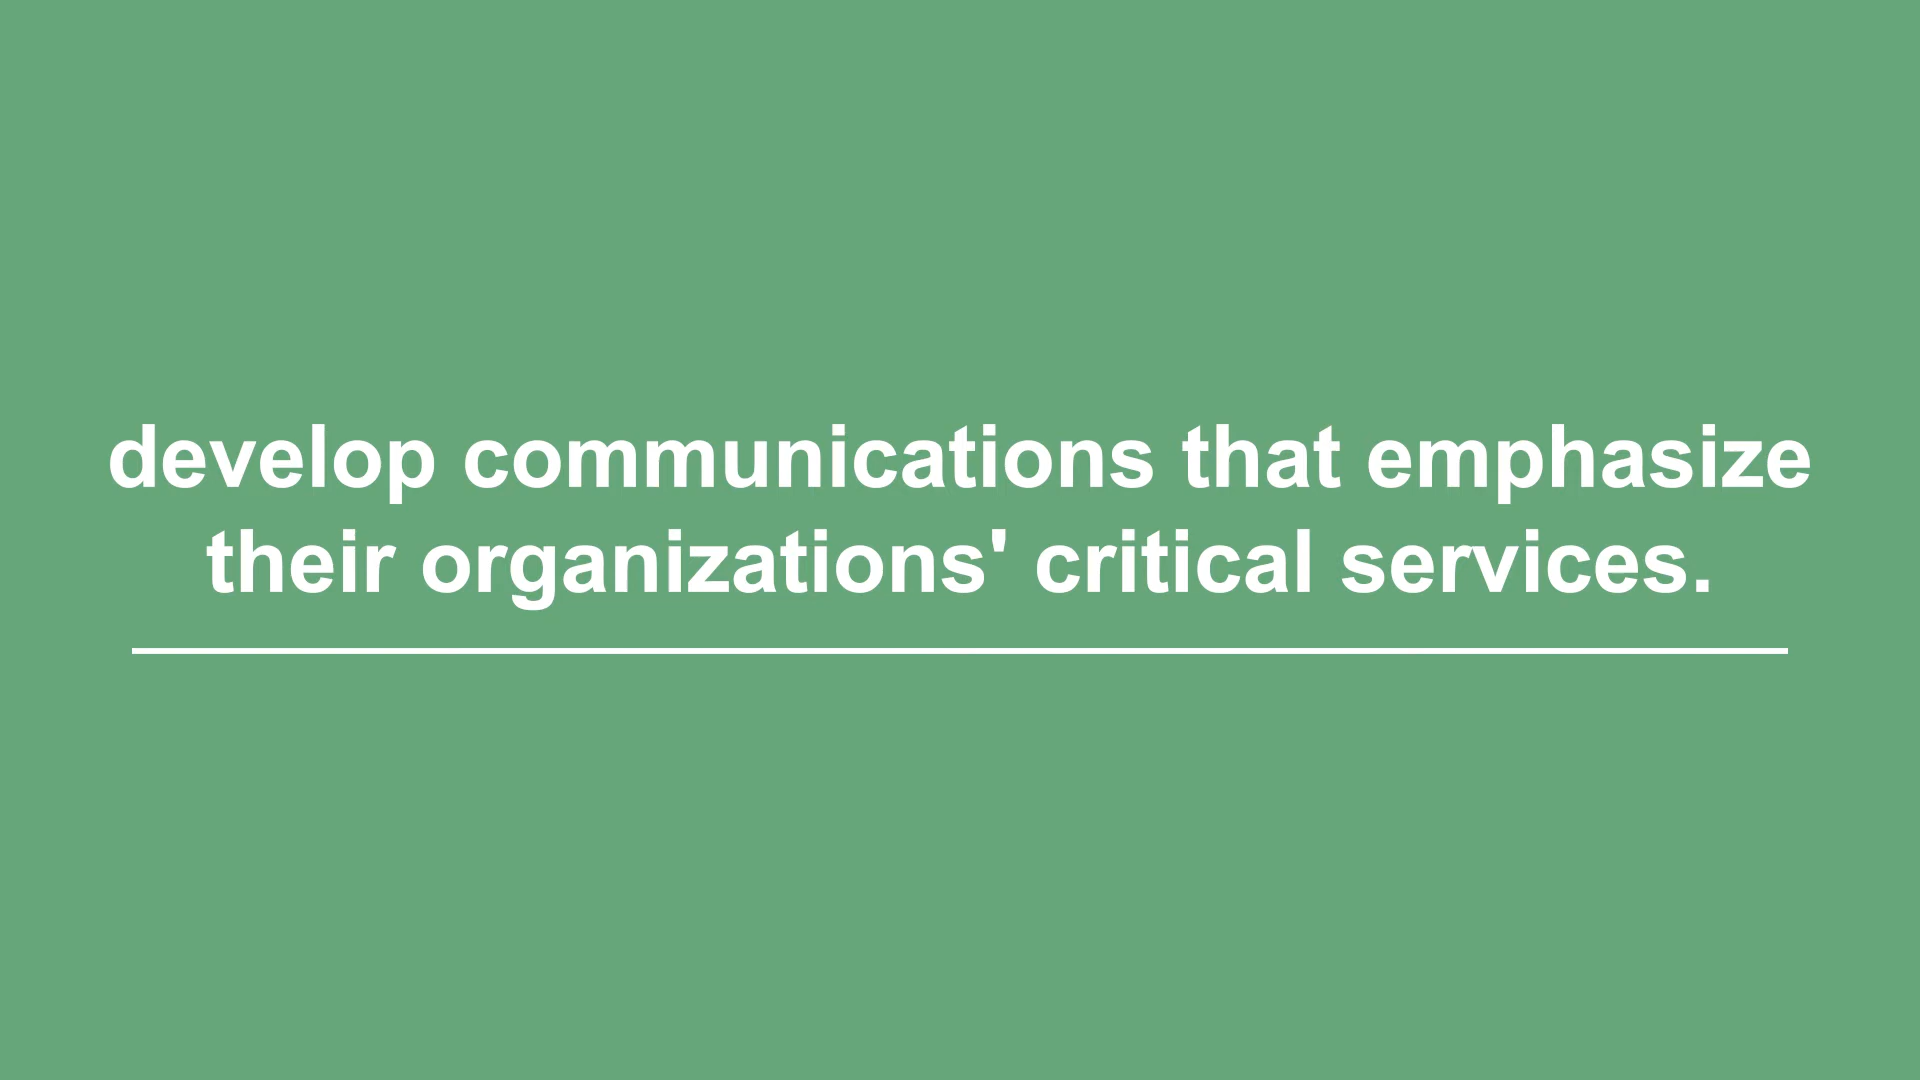 develop communications that emphasize
their organizations' critical services.